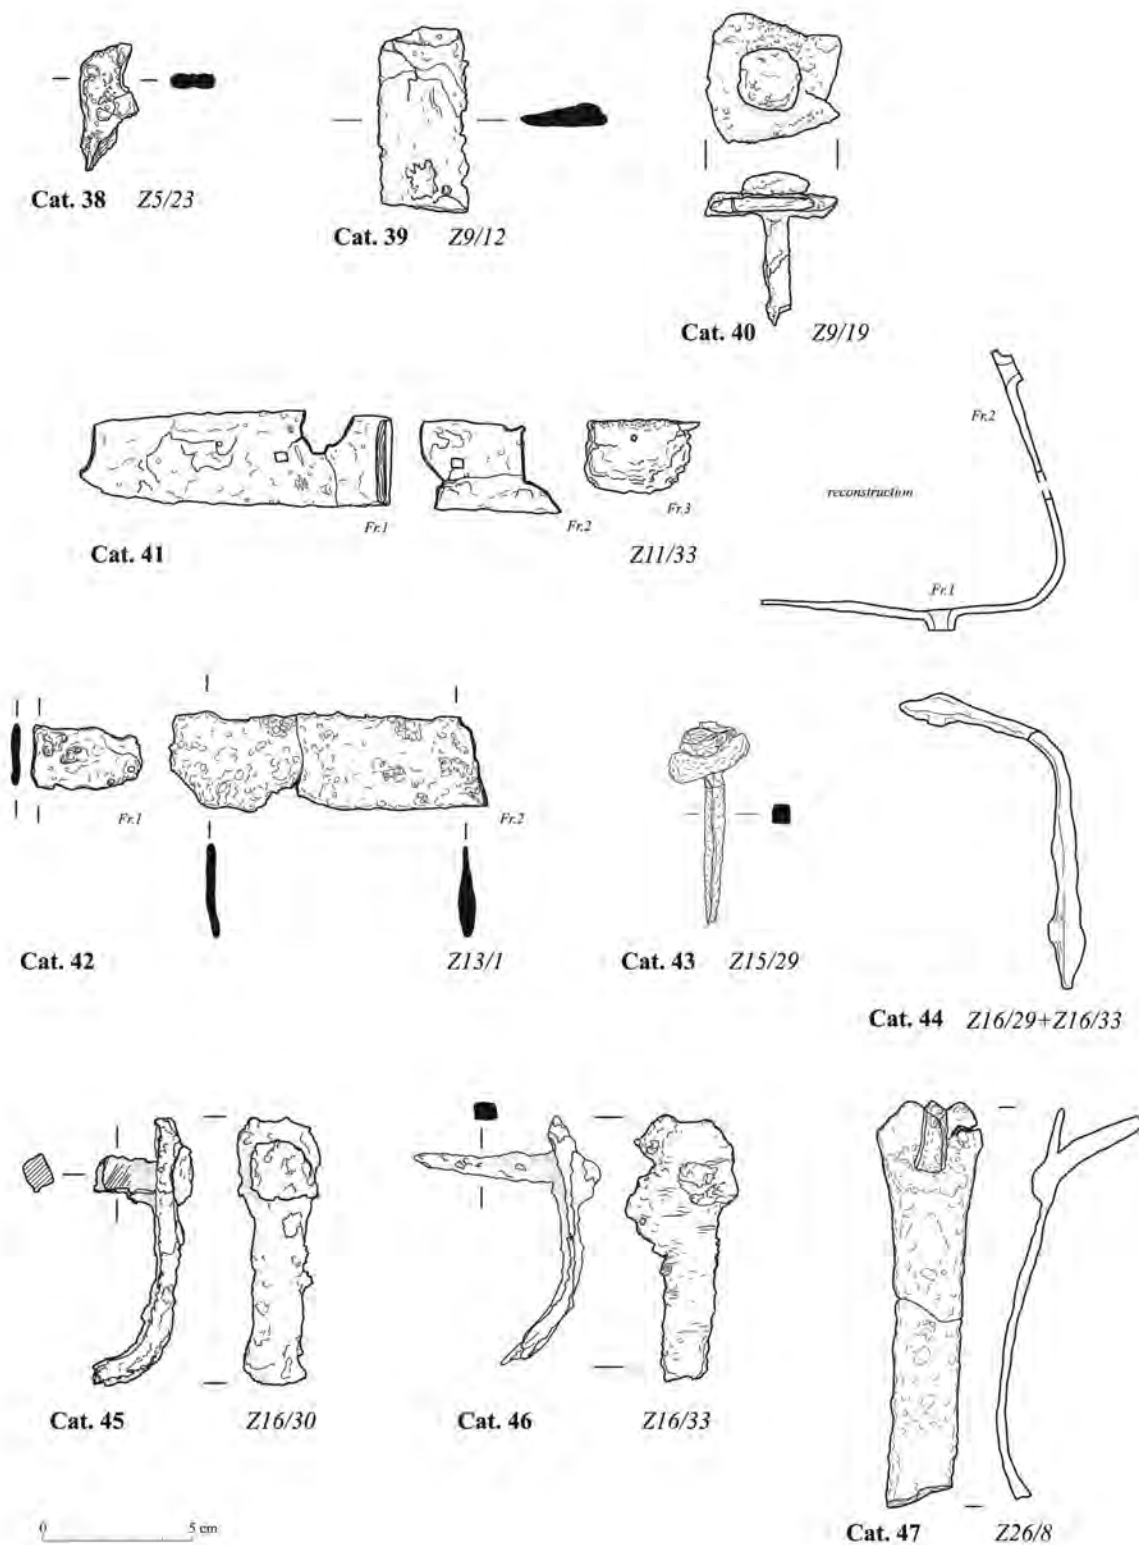 Cat. 38 Z5/23
Cat. 39 Z9/12
Cat. 40 Z9/19
Fr.2
reconstruction
Fr.1
Fr.1
Fr.2
Fr.3
Cat. 41 Z11/33
Fr.1
Fr.2
Cat. 42 Z13/1
Cat. 43 Z15/29
Cat. 44 Z16/29+Z16/33
Cat. 45 Z16/30
Cat. 46 Z16/33
Cat. 47 Z26/8
0 5 cm